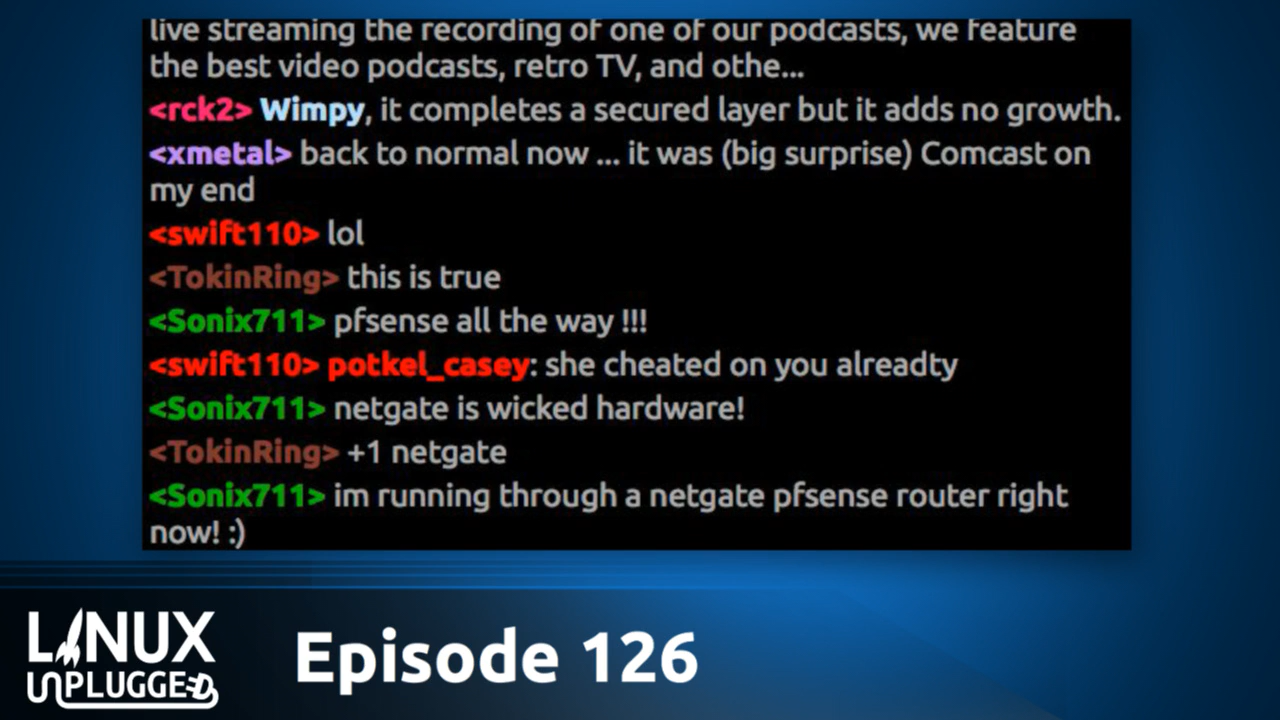 live streaming the recording of one of our podcasts, we feature
the best video podcasts, retro TV, and othe...
<rck2> Wimpy, it completes a secured layer but it adds no growth.
<xmetal> back to normal now ... it was (big surprise) Comcast on
my end
<swift110> lol
<TokinRing> this is true
<Sonix711> pfsense all the way !!!
<swift110> potkel_casey: she cheated on you alreadty
<Sonix711> netgate is wicked hardware!
<TokinRing> +1 netgate
<Sonix711> im running through a netgate pfsense router right
now! :)
LINUX
UNPLUGGED
Episode 126